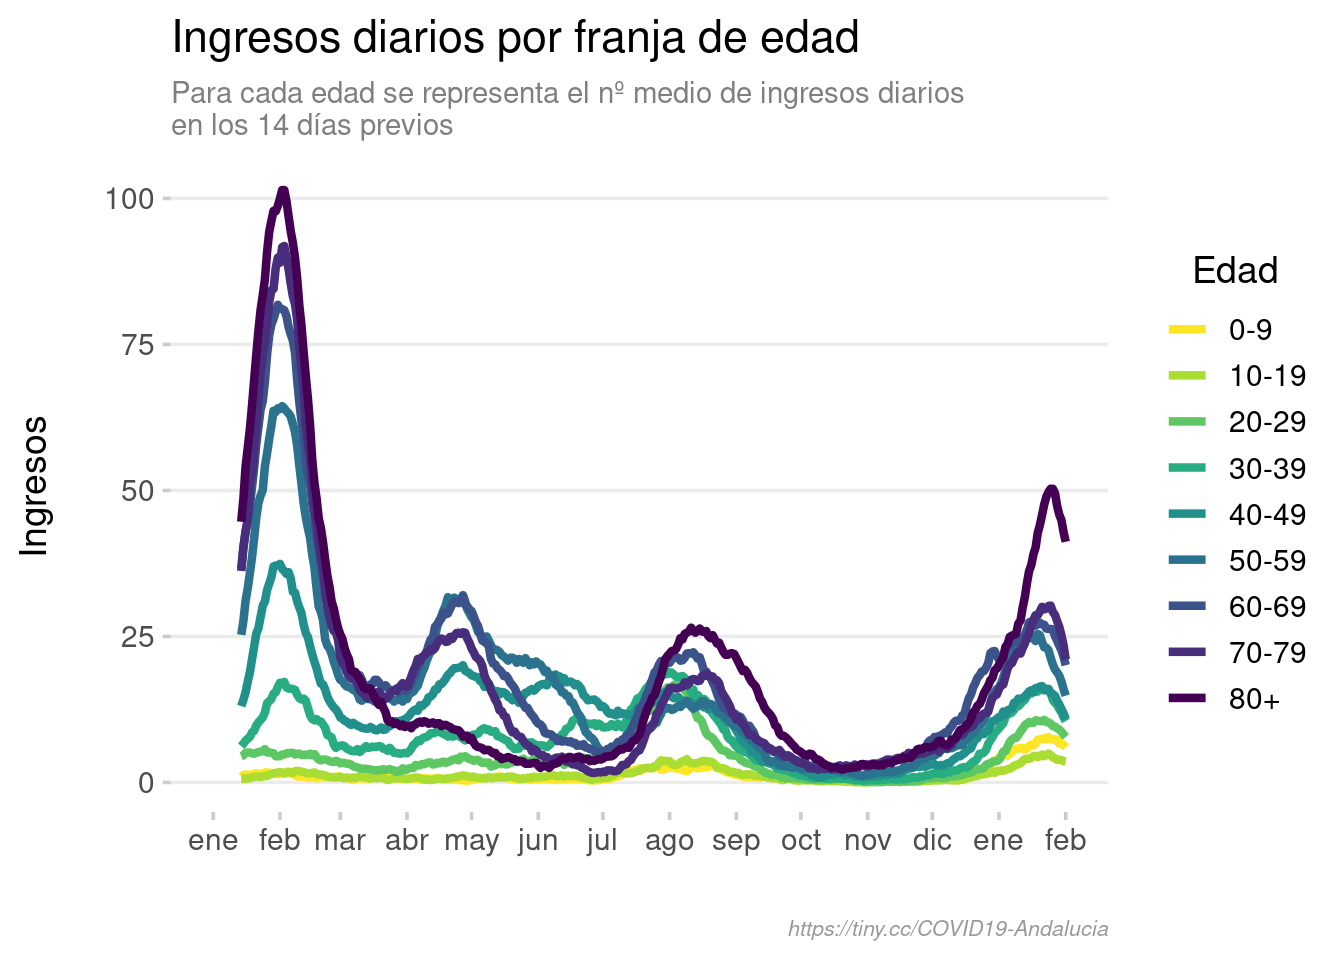 Ingresos diarios por franja de edad
Para cada edad se representa el nº medio de ingresos diarios
en los 14 días previos
Ingresos
100
75
50
25
0
ene feb mar abr may jun jul ago sep oct nov dic ene feb
Edad
0-9
10-19
20-29
30-39
40-49
50-59
60-69
70-79
80+
https://tiny.cc/COVID19-Andalucia